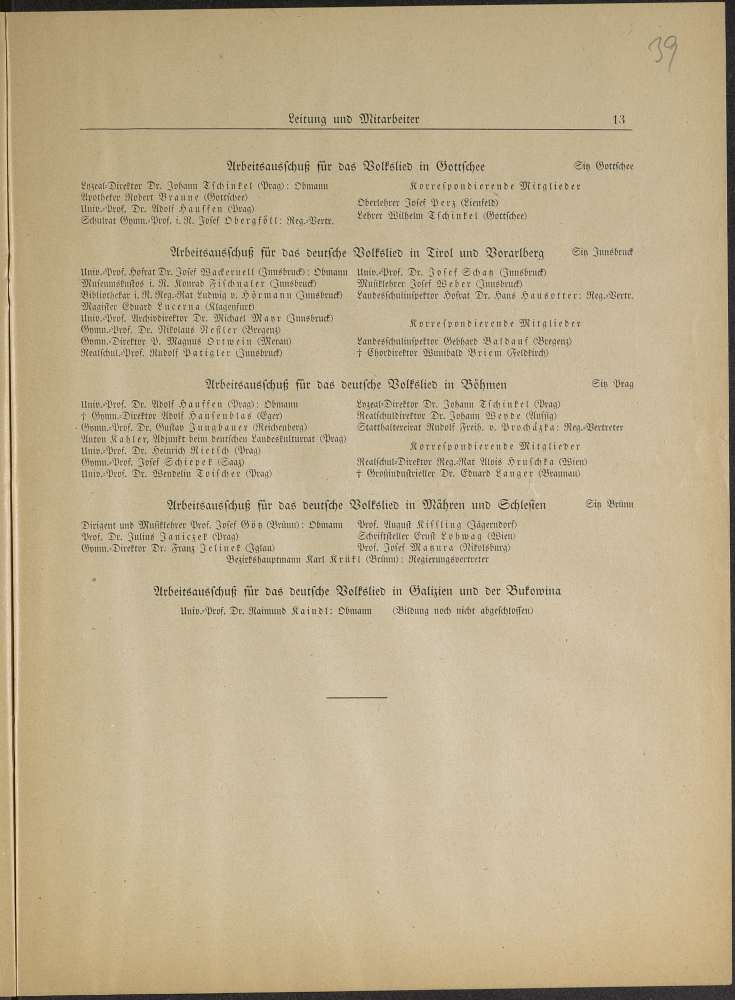 39
Leitung und Mitarbeiter 13
Arbeitsausschuß für das Volkslied in Gottschee Sitz Gottschee
Lyzeal-Direktor Dr. Johann Tschinkel (Prag): Obmann
Apotheker Robert Braune (Gottschee)
Univ.-Prof. Dr. Adolf Hauffen (Prag)
Schulrat Gymn.-Prof. i. R. Josef Obergföll: Reg.-Vertr.
Korrespondierende Mitglieder
Oberlehrer Josef Perz (Lienfeld)
Lehrer Wilhelm Tschinkel (Gottschee)
Arbeitsausschuß für das deutsche Volkslied in Tirol und Vorarlberg Sitz Innsbruck
Univ.-Prof. Hofrat Dr. Josef Wackernell (Innsbruck): Obmann
Museumskustos i. R. Konrad Fischnaler (Innsbruck)
Bibliothekar i. R. Reg.-Rat Ludwig v. Hörmann (Innsbruck)
Magister Eduard Lucerna (Klagenfurt)
Univ.-Prof. Archivdirektor Dr. Michael Mayr (Innsbruck)
Gymn.-Prof. Dr. Nikolaus Neßler (Bregenz)
Gymn.-Direktor P. Magnus Ortwein (Meran)
Realschul.-Prof. Rudolf Patigler (Innsbruck)
Univ.-Prof. Dr. Josef Schatz (Innsbruck)
Musiklehrer Josef Weber (Innsbruck)
Landesschulinspektor Hofrat Dr. Hans Hausotter: Reg.-Vertr.
Korrespondierende Mitglieder
Landesschulinspektor Gebhard Baldauf (Bregenz)
† Chordirektor Wunibald Briem (Feldkirch)
Arbeitsausschuß für das deutsche Volkslied in Böhmen Sitz Prag
Univ.-Prof. Dr. Adolf Hauffen (Prag): Obmann
† Gymn.-Direktor Adolf Hausenblas (Eger)
Gymn.-Prof. Dr. Gustav Jungbauer (Reichenberg)
Anton Kahler, Adjunkt beim deutschen Landeskulturrat (Prag)
Univ.-Prof. Dr. Heinrich Rietsch (Prag)
Gymn.-Prof. Josef Schiepek (Saaz)
Univ.-Prof. Dr. Wendelin Toischer (Prag)
Lyzeal-Direktor Dr. Johann Tschinkel (Prag)
Realschuldirektor Dr. Johann Weyde (Aussig)
Statthaltereirat Rudolf Freih. v. Procházka: Reg.-Vertreter
Korrespondierende Mitglieder
Realschul-Direktor Reg.-Rat Alois Hruschka (Wien)
† Großindustrieller Dr. Eduard Langer (Braunau)
Arbeitsausschuß für das deutsche Volkslied in Mähren und Schlesien Sitz Brünn
Dirigent und Musiklehrer Prof. Josef Götz (Brünn): Obmann
Prof. Dr. Julius Janiczek (Prag)
Gymn.-Direktor Dr. Franz Jelinek (Iglau)
Prof. August Kißling (Jägerndorf)
Schriftsteller Ernst Lohwag (Wien)
Prof. Josef Matzura (Nikolsburg)
Bezirkshauptmann Karl Krükl (Brünn): Regierungsvertreter
Arbeitsausschuß für das deutsche Volkslied in Galizien und der Bukowina
Univ.-Prof. Dr. Raimund Kaindl: Obmann (Bildung noch nicht abgeschlossen)